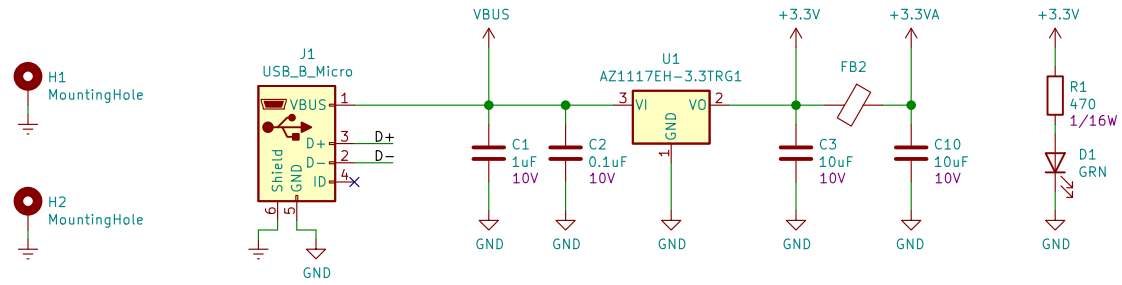 VBUS
+3.3V
+3.3VA
+3.3V
J1
USB_B_Micro
U1
AZ1117EH-3.3TRG1
FB2
H1
MountingHole
VBUS 1
D+ 3 D+
D- 2 D-
ID 4
Shield
GND
6
5
GND
3 VI
VO 2
GND
1
C1
1uF
10V
C2
0.1uF
10V
C3
10uF
10V
C10
10uF
10V
R1
470
1/16W
D1
GRN
H2
MountingHole
GND
GND
GND
GND
GND
GND